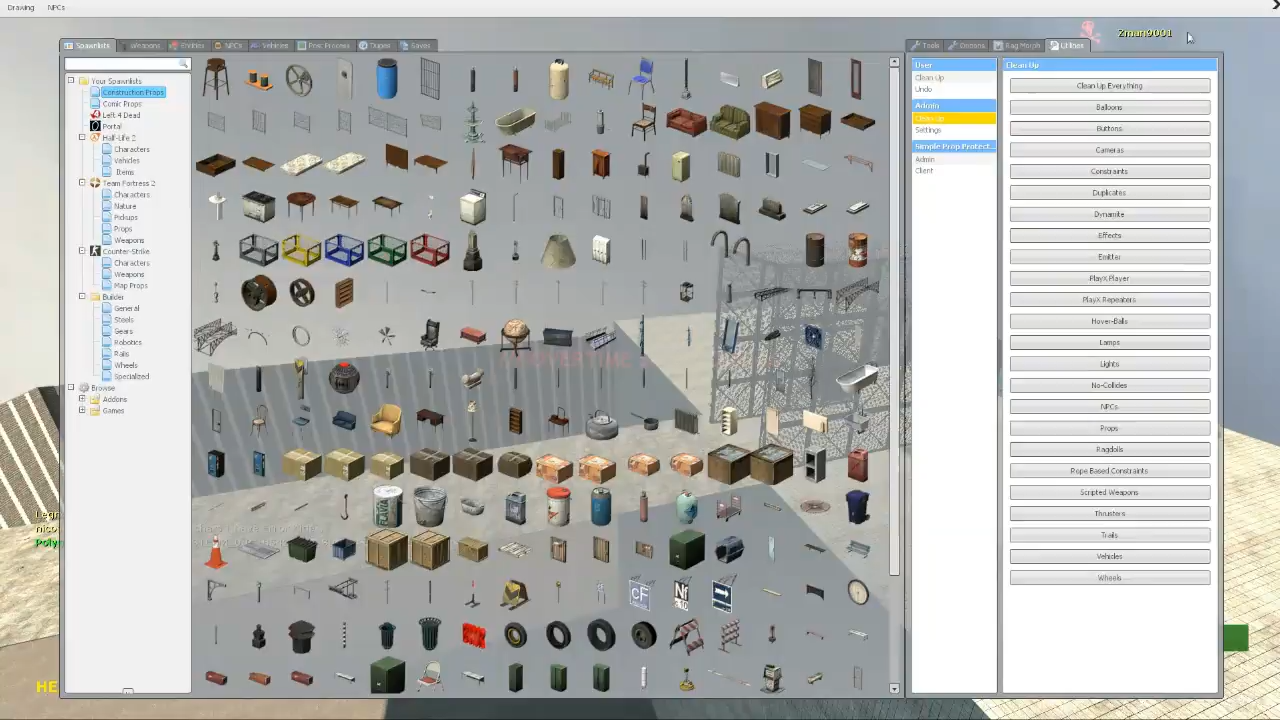 Drawing NPCs
Zman9001
Spawnlists Weapons Entities NPCs Vehicles Post Process Dupes Saves
Tools Options Rag Morph Utilities
Your Spawnlists
Construction Props
Comic Props
Left 4 Dead
Portal
Half-Life 2
Characters
Vehicles
Items
Team Fortress 2
Characters
Nature
Pickups
Props
Weapons
Counter-Strike
Characters
Weapons
Map Props
Builder
General
Steels
Gears
Robotics
Rails
Wheels
Specialized
Browse
Addons
Games
User
Clean Up
Undo
Admin
Clean Up
Settings
Simple Prop Protect...
Admin
Client
Clean Up
Clean Up Everything
Balloons
Buttons
Cameras
Constraints
Duplicates
Dynamite
Effects
Emitter
PlayX Player
PlayX Repeaters
Hover-Balls
Lamps
Lights
No-Collides
NPCs
Props
Ragdolls
Rope Based Constraints
Scripted Weapons
Thrusters
Trails
Vehicles
Wheels
HE